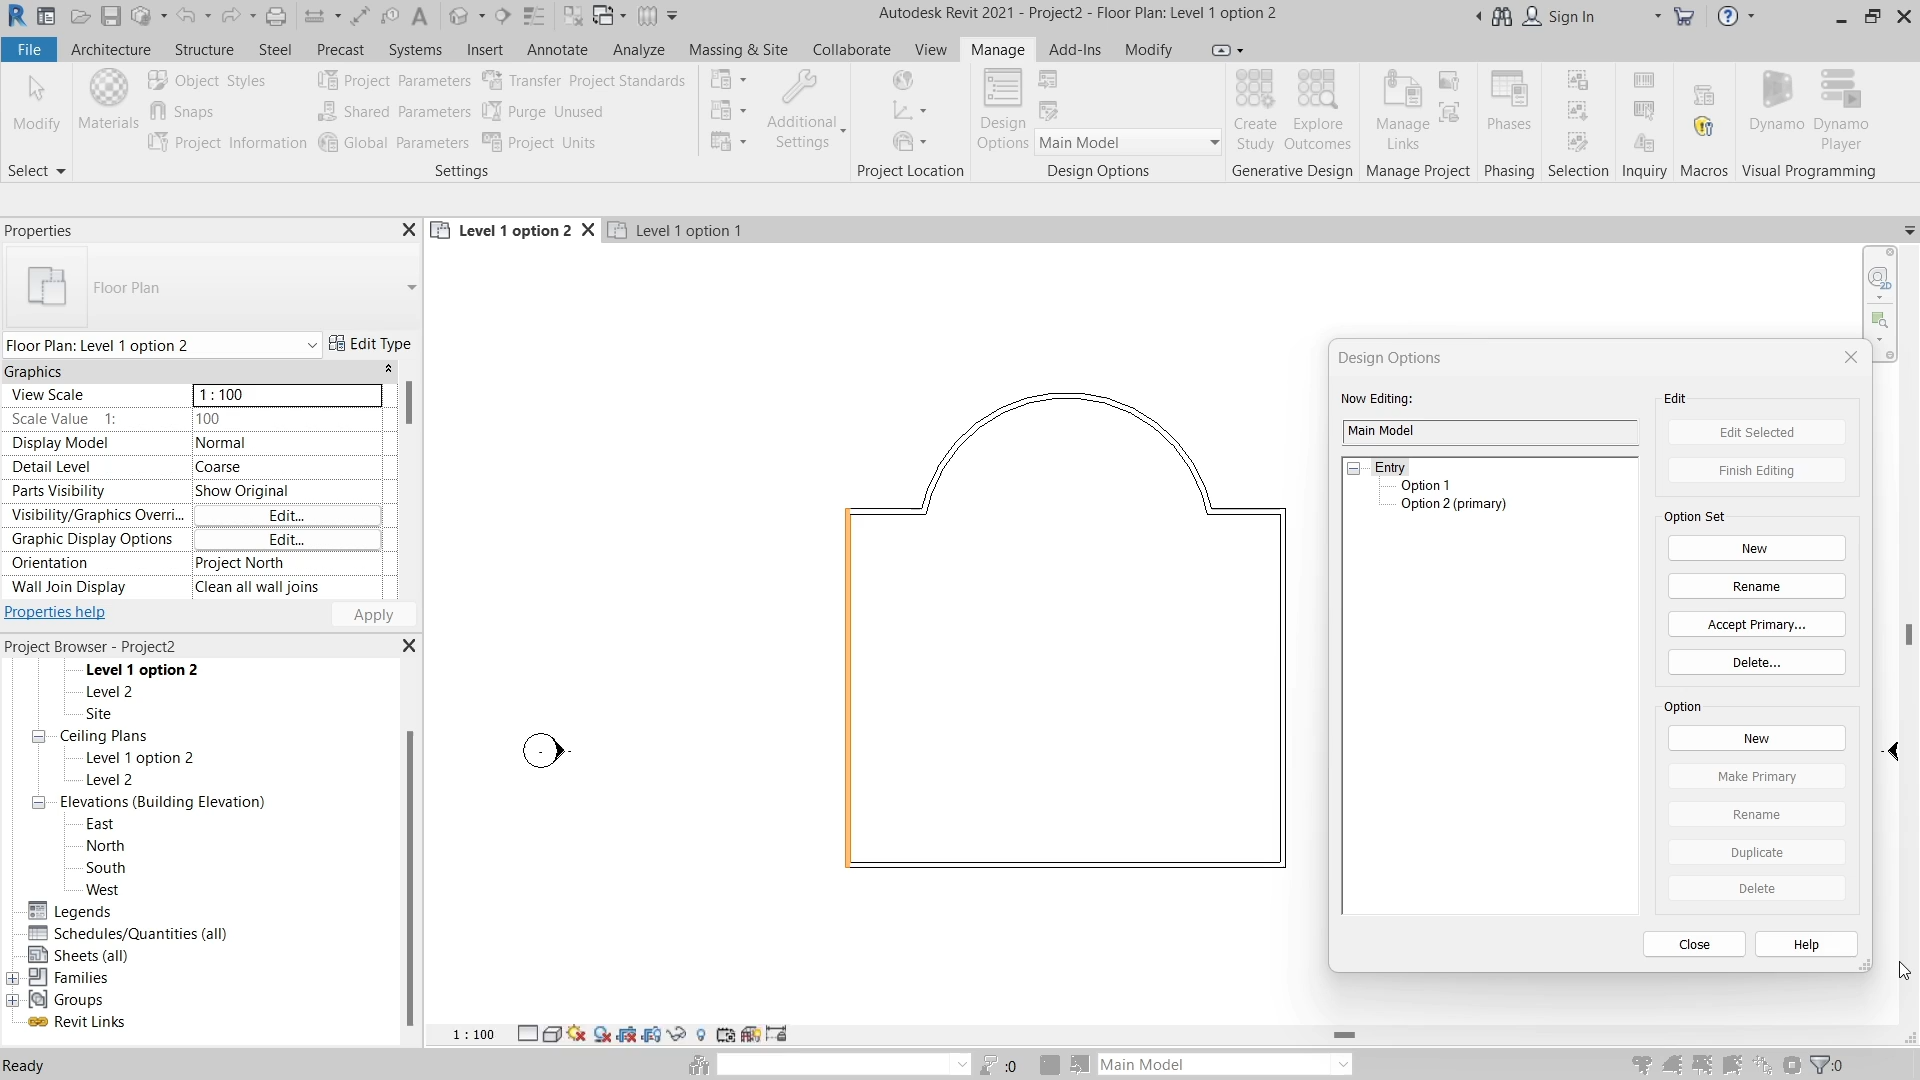 Autodesk Revit 2021 - Project2 - Floor Plan: Level 1 option 2
Sign In
File
Architecture
Structure
Steel
Precast
Systems
Insert
Annotate
Analyze
Massing & Site
Collaborate
View
Manage
Add-Ins
Modify
Modify
Materials
Object Styles
Snaps
Project Information
Project Parameters
Shared Parameters
Global Parameters
Transfer Project Standards
Purge Unused
Project Units
Additional
Settings
Design
Options
Main Model
Create
Study
Explore
Outcomes
Manage
Links
Phases
Dynamo
Dynamo
Player
Select
Settings
Project Location
Design Options
Generative Design
Manage Project
Phasing
Selection
Inquiry
Macros
Visual Programming
Properties
Floor Plan
Floor Plan: Level 1 option 2
Edit Type
Graphics
View Scale
1 : 100
Scale Value 1:
100
Display Model
Normal
Detail Level
Coarse
Parts Visibility
Show Original
Visibility/Graphics Overri...
Edit...
Graphic Display Options
Edit...
Orientation
Project North
Wall Join Display
Clean all wall joins
Properties help
Apply
Project Browser - Project2
Level 1 option 2
Level 2
Site
Ceiling Plans
Level 1 option 2
Level 2
Elevations (Building Elevation)
East
North
South
West
Legends
Schedules/Quantities (all)
Sheets (all)
Families
Groups
Revit Links
Level 1 option 2
Level 1 option 1
2D
Design Options
Now Editing:
Main Model
Entry
Option 1
Option 2 (primary)
Edit
Edit Selected
Finish Editing
Option Set
New
Rename
Accept Primary...
Delete...
Option
New
Make Primary
Rename
Duplicate
Delete
Close
Help
1 : 100
Ready
:0
Main Model
:0